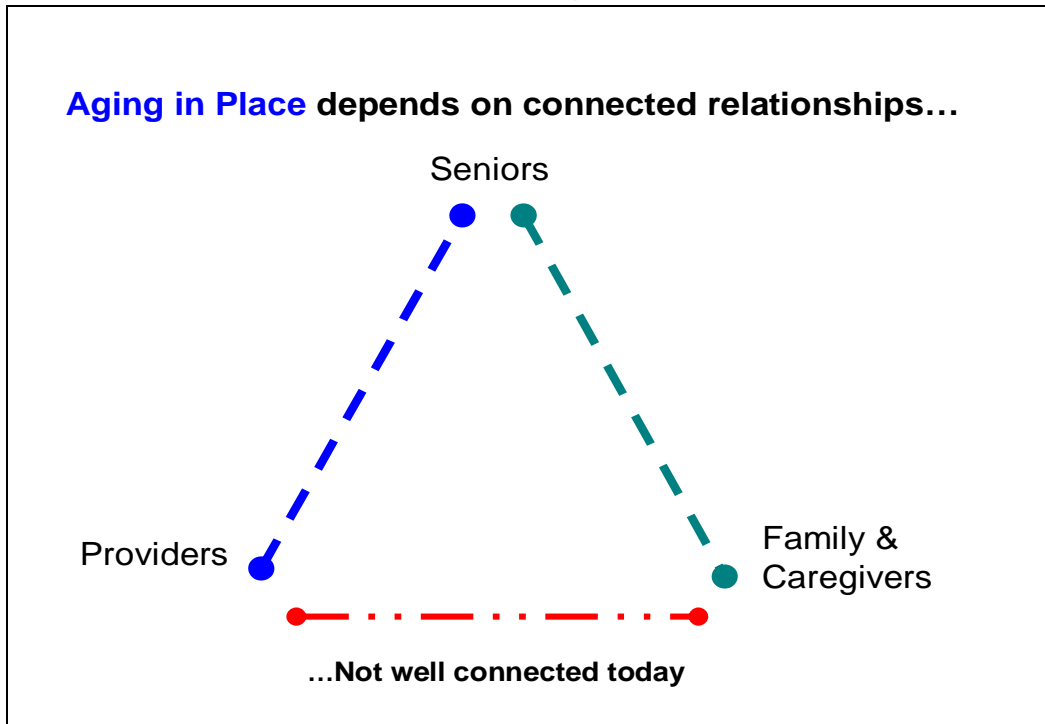 Aging in Place depends on connected relationships…
Seniors
Providers
Family &
Caregivers
…Not well connected today